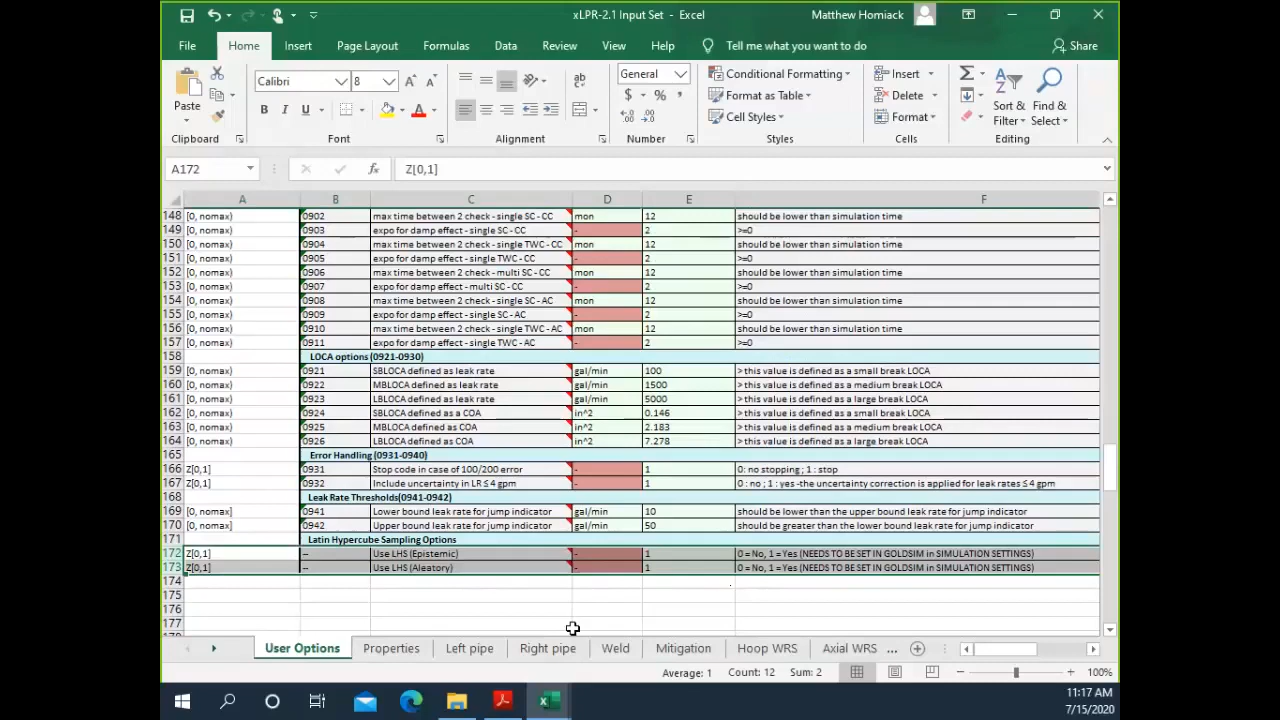 xLPR-2.1 Input Set - Excel Matthew Homiack
File Home Insert Page Layout Formulas Data Review View Help Tell me what you want to do Share
Calibri 8 A A General Conditional Formatting Insert
Paste B I U $ % , Format as Table Delete Sort & Find &
Cell Styles Format Filter Select
Clipboard Font Alignment Number Styles Cells Editing
A172 fx Z[0,1]
A B C D E F
148 [0, nomax) 0902 max time between 2 check - single SC - CC mon 12 should be lower than simulation time
149 [0, nomax) 0903 expo for damp effect - single SC - CC - 2 >=0
150 [0, nomax) 0904 max time between 2 check - single TWC - CC mon 12 should be lower than simulation time
151 [0, nomax) 0905 expo for damp effect - single TWC - CC - 2 >=0
152 [0, nomax) 0906 max time between 2 check - multi SC - CC mon 12 should be lower than simulation time
153 [0, nomax) 0907 expo for damp effect - multi SC - CC - 2 >=0
154 [0, nomax) 0908 max time between 2 check - single SC - AC mon 12 should be lower than simulation time
155 [0, nomax) 0909 expo for damp effect - single SC - AC - 2 >=0
156 [0, nomax) 0910 max time between 2 check - single TWC - AC mon 12 should be lower than simulation time
157 [0, nomax) 0911 expo for damp effect - single TWC - AC - 2 >=0
158 LOCA options (0921-0930)
159 [0, nomax) 0921 SBLOCA defined as leak rate gal/min 100 > this value is defined as a small break LOCA
160 [0, nomax) 0922 MBLOCA defined as leak rate gal/min 1500 > this value is defined as a medium break LOCA
161 [0, nomax) 0923 LBLOCA defined as leak rate gal/min 5000 > this value is defined as a large break LOCA
162 [0, nomax) 0924 SBLOCA defined as a COA in^2 0.146 > this value is defined as a small break LOCA
163 [0, nomax) 0925 MBLOCA defined as COA in^2 2.183 > this value is defined as a medium break LOCA
164 [0, nomax) 0926 LBLOCA defined as COA in^2 7.278 > this value is defined as a large break LOCA
165 Error Handling (0931-0940)
166 Z[0,1] 0931 Stop code in case of 100/200 error - 1 0: no stopping ; 1 : stop
167 Z[0,1] 0932 Include uncertainty in LR ≤ 4 gpm - 1 0 : no ; 1 : yes -the uncertainty correction is applied for leak rates ≤ 4 gpm
168 Leak Rate Thresholds(0941-0942)
169 [0, nomax] 0941 Lower bound leak rate for jump indicator gal/min 10 should be lower than the upper bound leak rate for jump indicator
170 [0, nomax] 0942 Upper bound leak rate for jump indicator gal/min 50 should be greater than the lower bound leak rate for jump indicator
171 Latin Hypercube Sampling Options
172 Z[0,1] -- Use LHS (Epistemic) - 1 0 = No, 1 = Yes (NEEDS TO BE SET IN GOLDSIM in SIMULATION SETTINGS)
173 Z[0,1] -- Use LHS (Aleatory) - 1 0 = No, 1 = Yes (NEEDS TO BE SET IN GOLDSIM in SIMULATION SETTINGS)
174
175
176
177
User Options Properties Left pipe Right pipe Weld Mitigation Hoop WRS Axial WRS ...
Average: 1 Count: 12 Sum: 2 100%
11:17 AM
7/15/2020